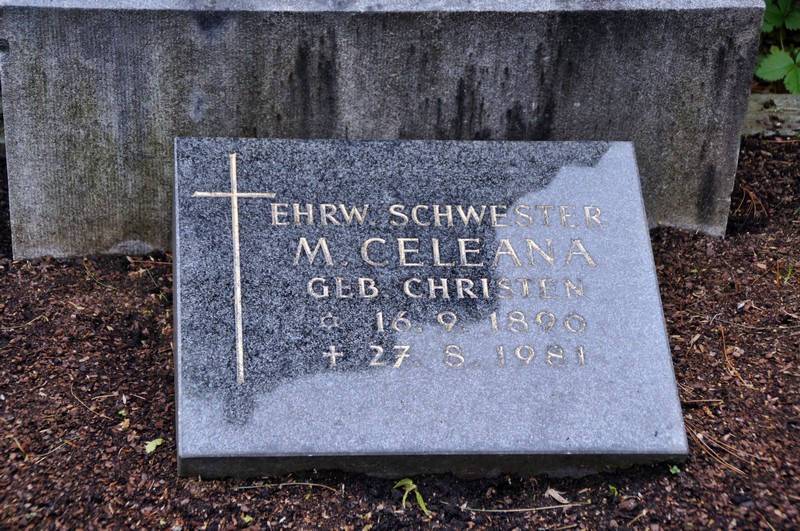 EHRW. SCHWESTER
M. CELEANA
GEB. CHRISTEN
☆ 16. 9. 1890
✝ 27. 8. 1981